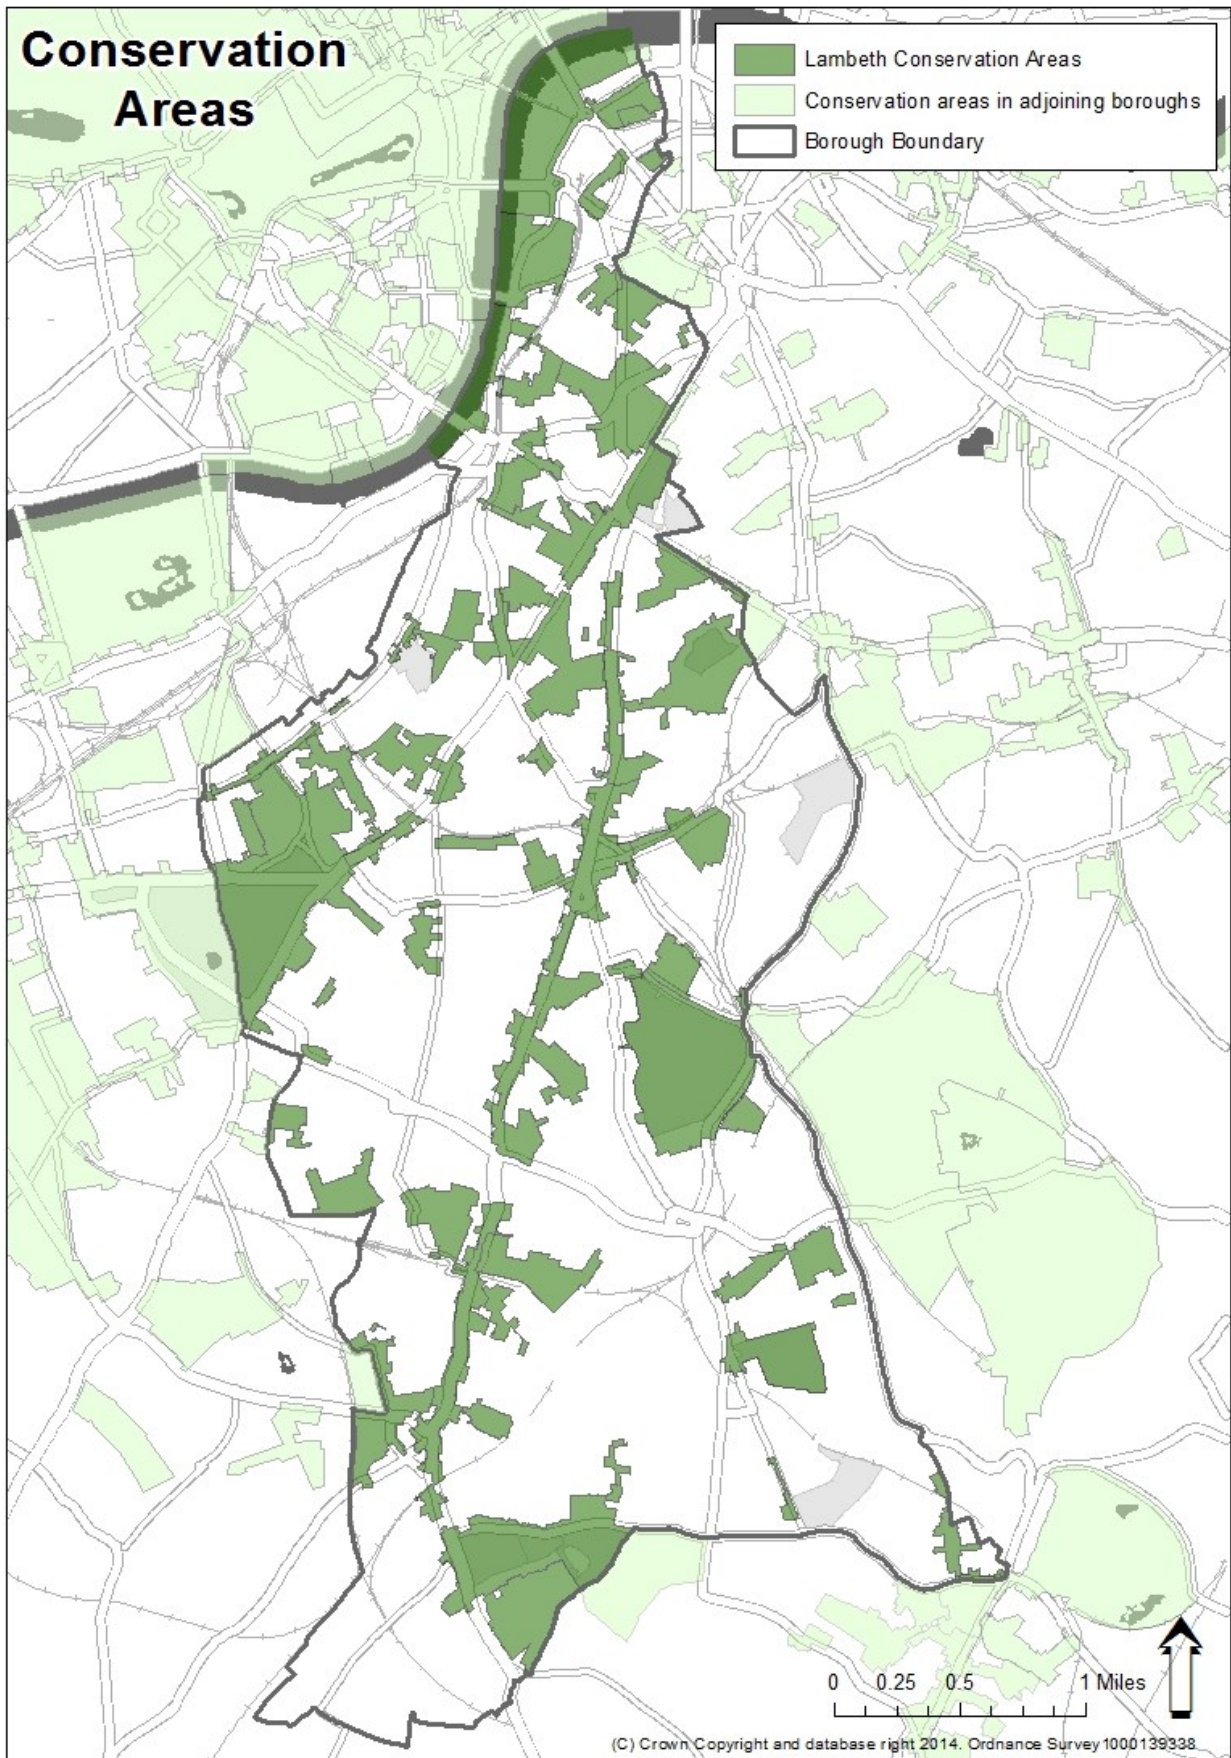 Conservation
Areas
Lambeth Conservation Areas
Conservation areas in adjoining boroughs
Borough Boundary
0 0.25 0.5 1 Miles
(C) Crown Copyright and database right 2014. Ordnance Survey 1000139338